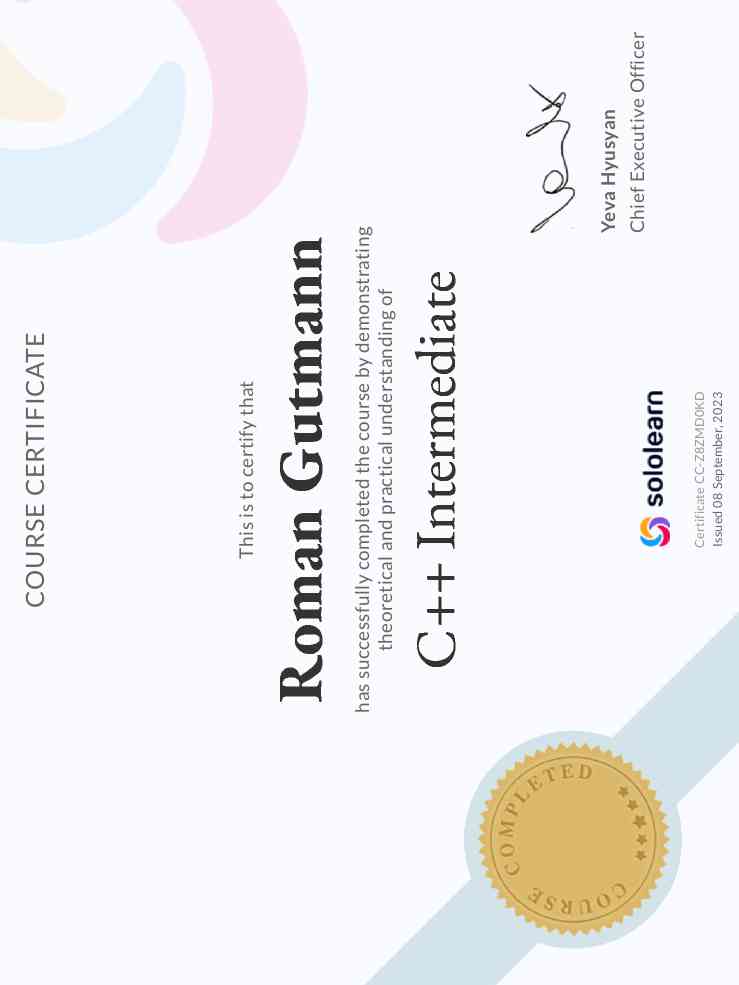 COURSE CERTIFICATE
This is to certify that
Roman Gutmann
has successfully completed the course by demonstrating
theoretical and practical understanding of
C++ Intermediate
COURSE COMPLETED
sololearn
Certificate CC-Z8ZMD0KD
Issued 08 September, 2023
Yeva Hyusyan
Chief Executive Officer